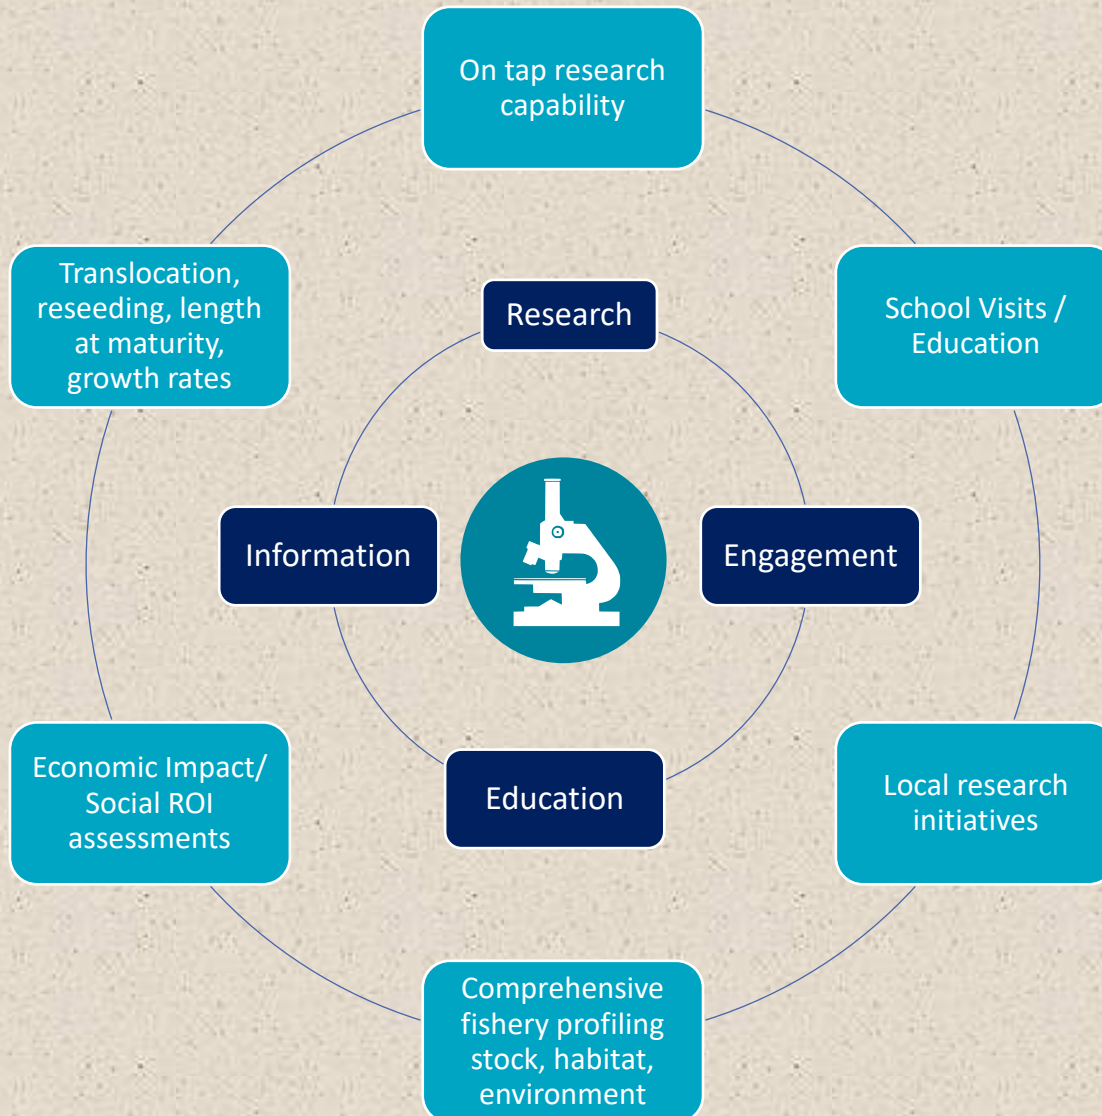 On tap research
capability
Translocation,
reseeding, length
at maturity,
growth rates
Research
School Visits /
Education
Information
Engagement
Economic Impact/
Social ROI
assessments
Education
Local research
initiatives
Comprehensive
fishery profiling
stock, habitat,
environment